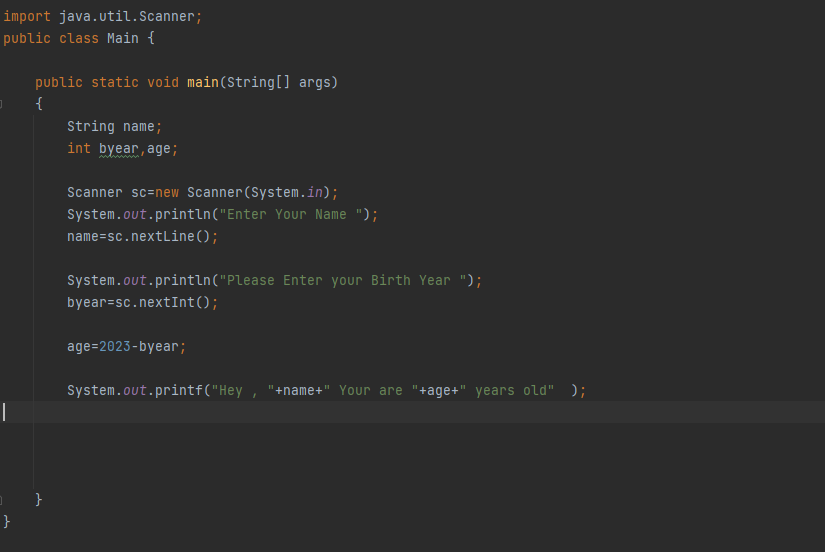 import java.util.Scanner;
public class Main {
public static void main(String[] args)
{
String name;
int byear,age;
Scanner sc=new Scanner(System.in);
System.out.println("Enter Your Name ");
name=sc.nextLine();
System.out.println("Please Enter your Birth Year ");
byear=sc.nextInt();
age=2023-byear;
System.out.printf("Hey , "+name+" Your are "+age+" years old"  );
}
}